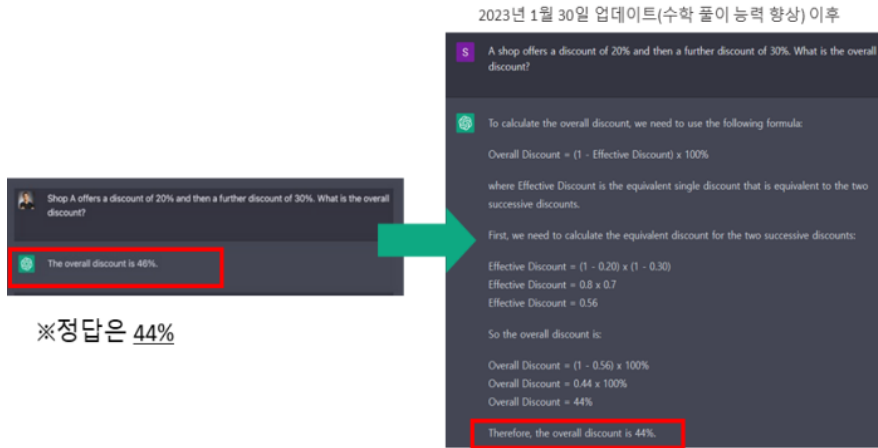 2023년 1월 30일 업데이트(수학 풀이 능력 향상) 이후
Shop A offers a discount of 20% and then a further discount of 30%. What is the overall
discount?
The overall discount is 46%.
※정답은 44%
S
A shop offers a discount of 20% and then a further discount of 30%. What is the overall
discount?
To calculate the overall discount, we need to use the following formula:
Overall Discount = (1 - Effective Discount) x 100%
where Effective Discount is the equivalent single discount that is equivalent to the two
successive discounts.
First, we need to calculate the equivalent discount for the two successive discounts:
Effective Discount = (1 - 0.20) x (1 - 0.30)
Effective Discount = 0.8 x 0.7
Effective Discount = 0.56
So the overall discount is:
Overall Discount = (1 - 0.56) x 100%
Overall Discount = 0.44 x 100%
Overall Discount = 44%
Therefore, the overall discount is 44%.